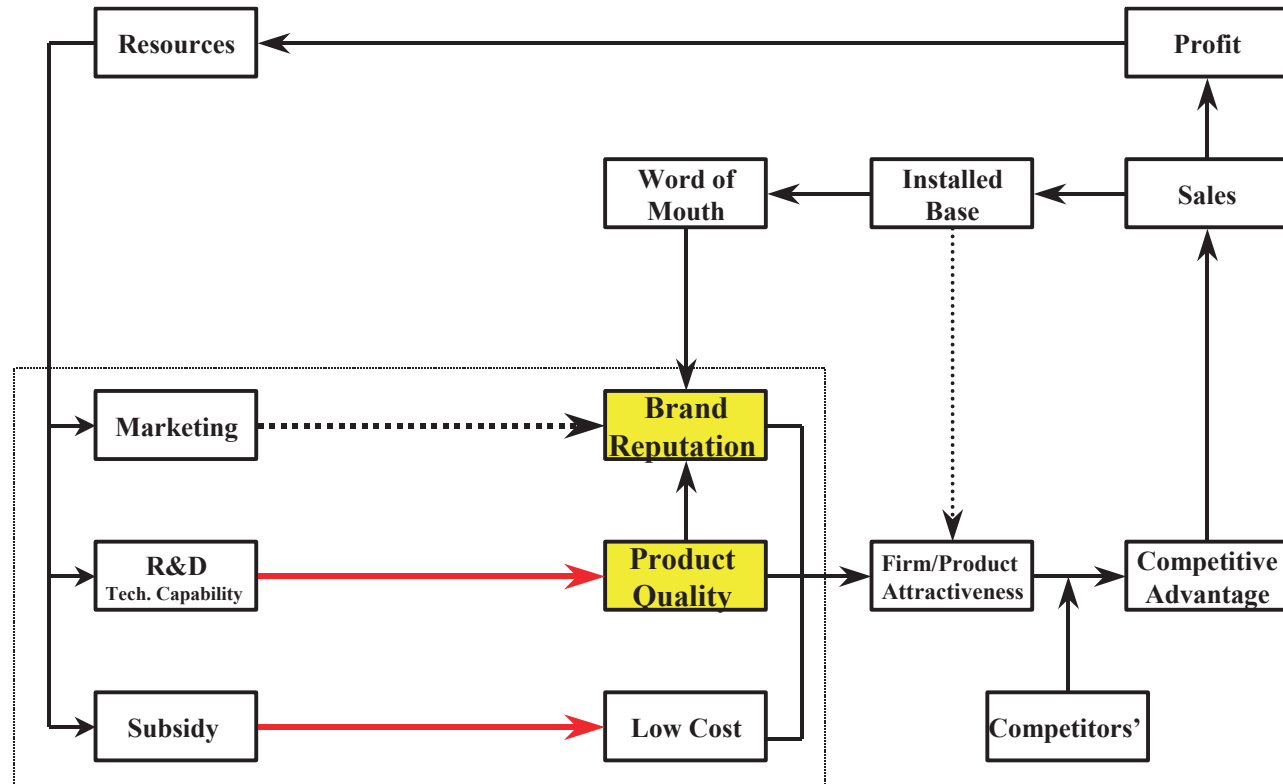 Resources
Profit
Word of
Mouth
Installed
Base
Sales
Marketing
Brand
Reputation
R&D
Tech. Capability
Product
Quality
Firm/Product
Attractiveness
Competitive
Advantage
Subsidy
Low Cost
Competitors’